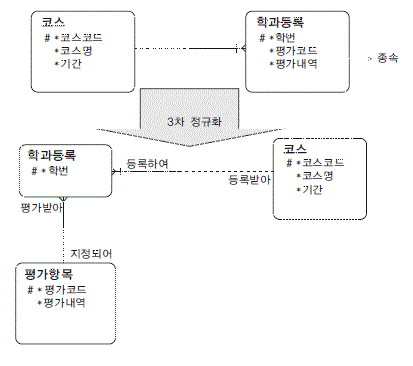 코스
# *코스코드
*코스명
*기간
학과등록
# *학번
*평가코드
*평가내역
> 종속
3차 정규화
학과등록
# *학번
등록하여
등록받아
코스
# *코스코드
*코스명
*기간
평가받아
지정되어
평가항목
# *평가코드
*평가내역